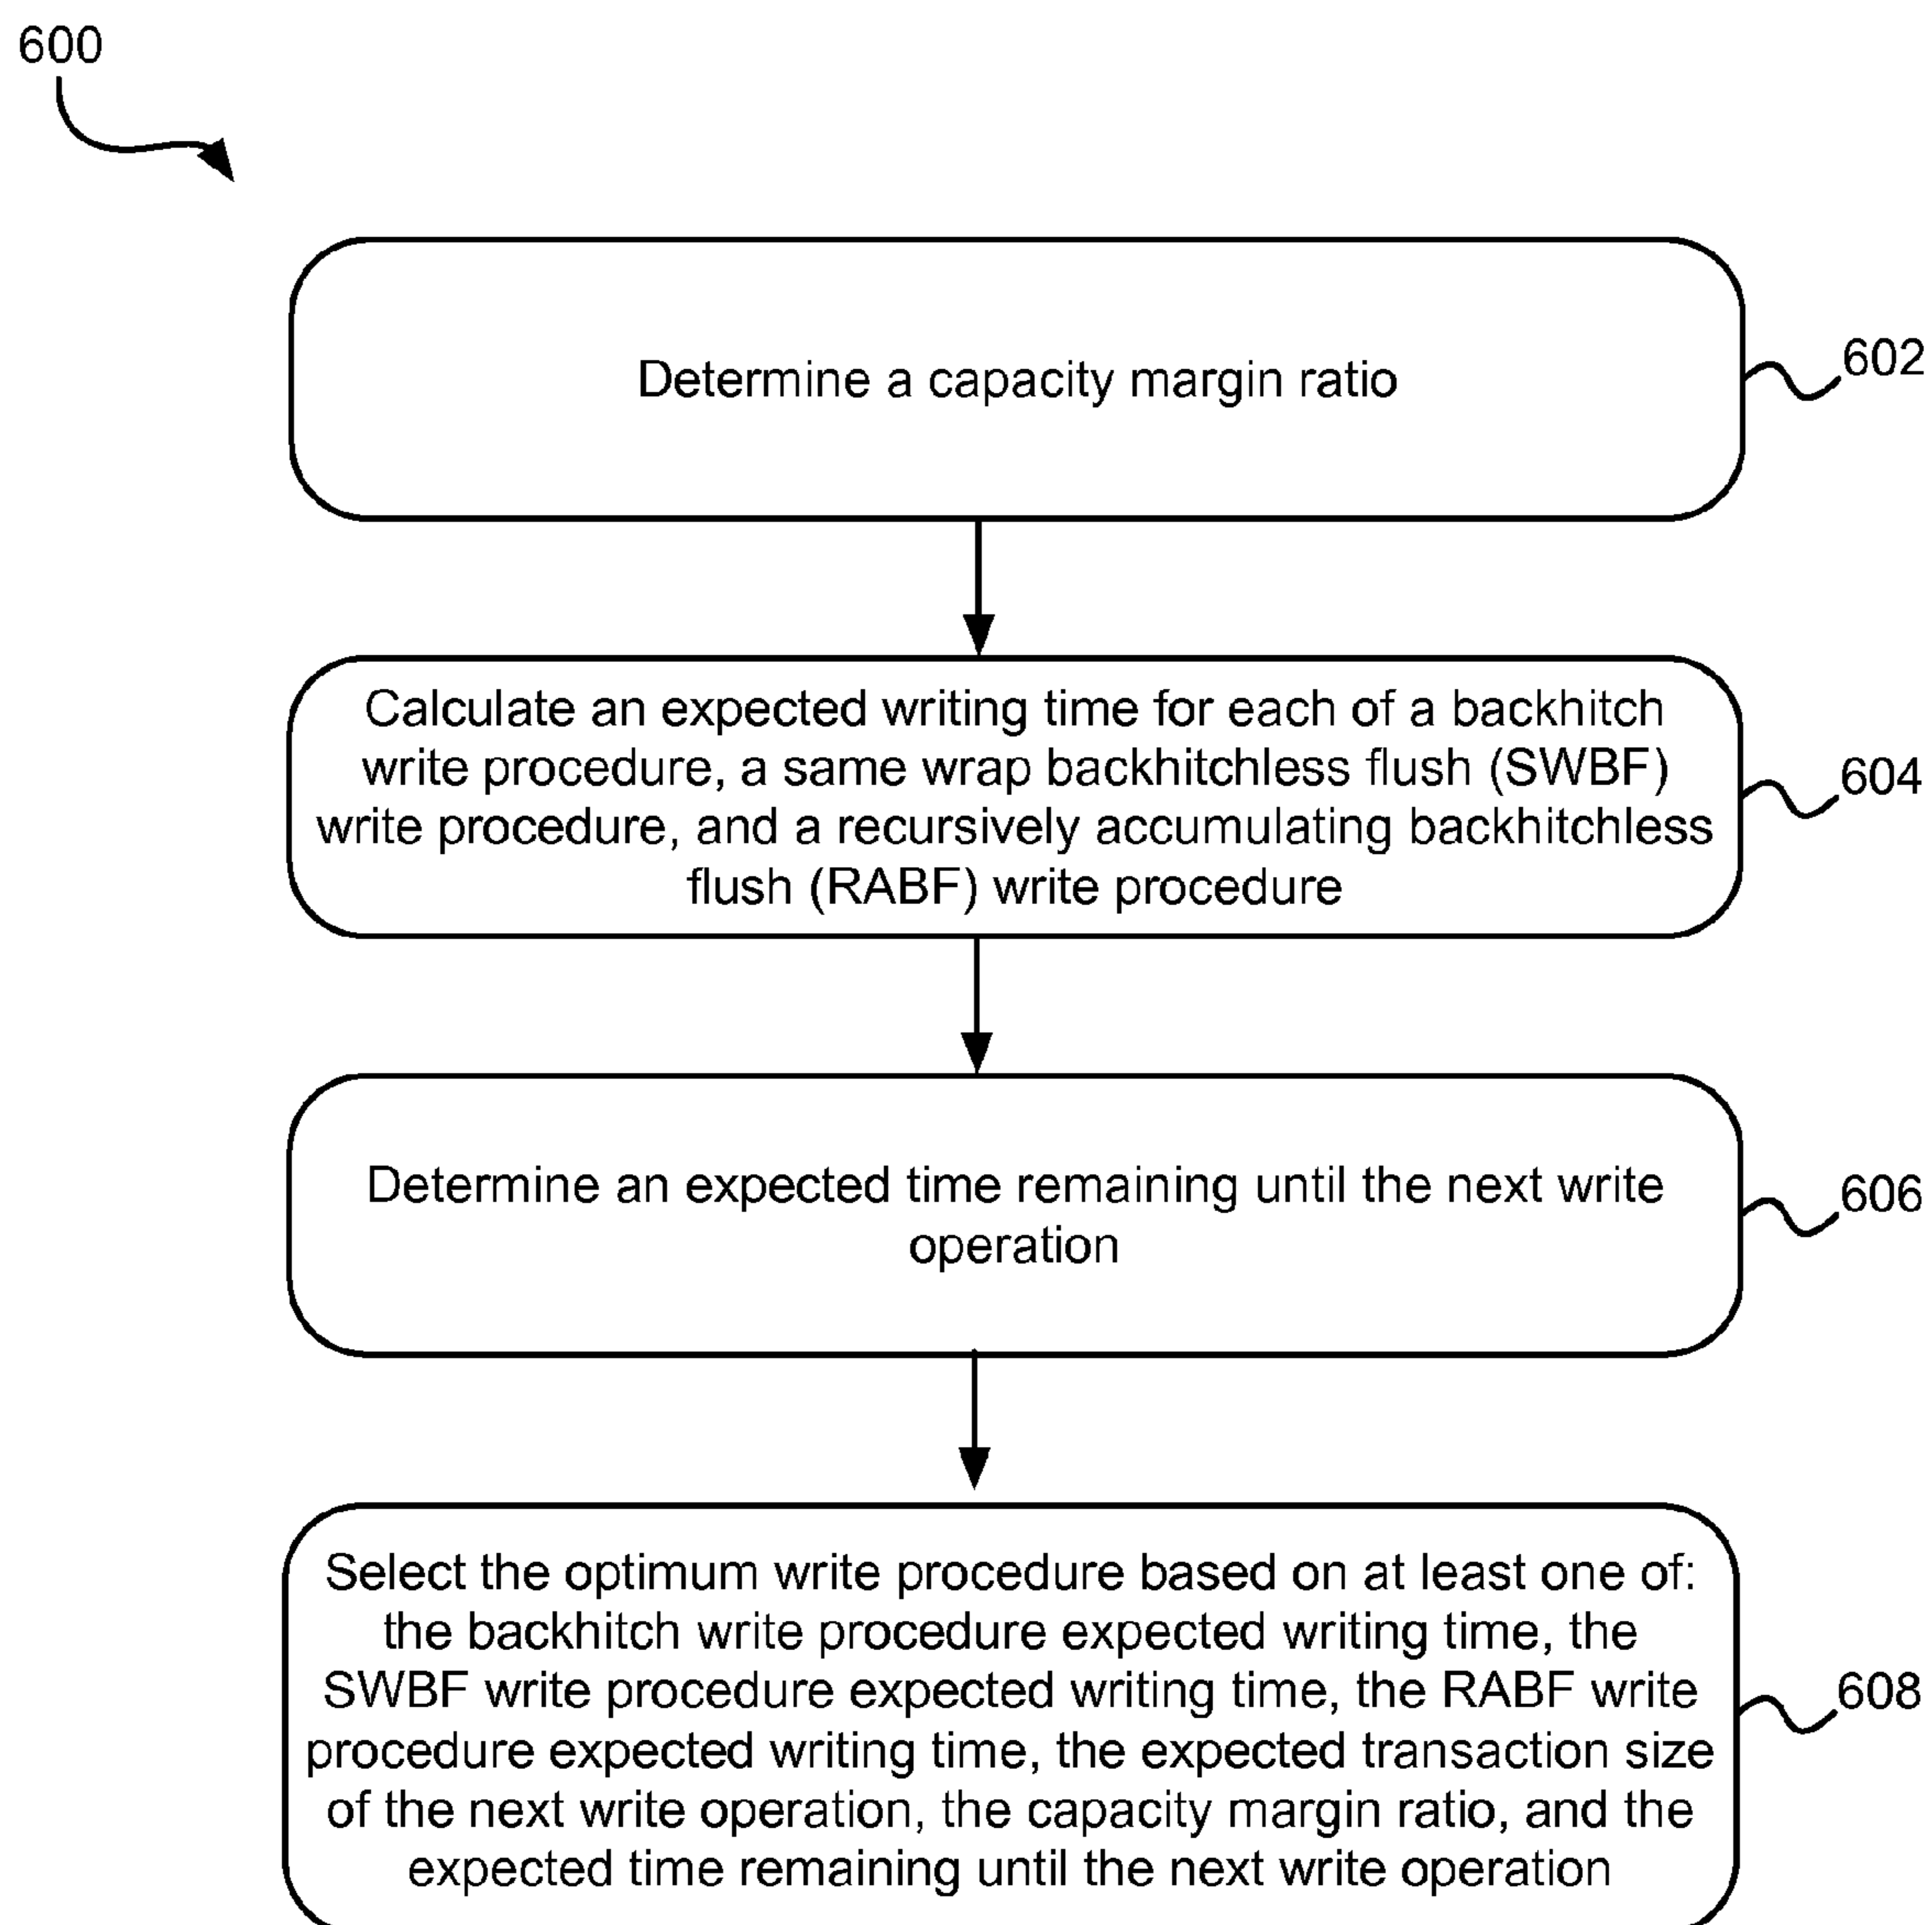 600
Determine a capacity margin ratio
602
Calculate an expected writing time for each of a backhitch
write procedure, a same wrap backhitchless flush (SWBF)
write procedure, and a recursively accumulating backhitchless
flush (RABF) write procedure
604
Determine an expected time remaining until the next write
operation
606
Select the optimum write procedure based on at least one of:
the backhitch write procedure expected writing time, the
SWBF write procedure expected writing time, the RABF write
procedure expected writing time, the expected transaction size
of the next write operation, the capacity margin ratio, and the
expected time remaining until the next write operation
608